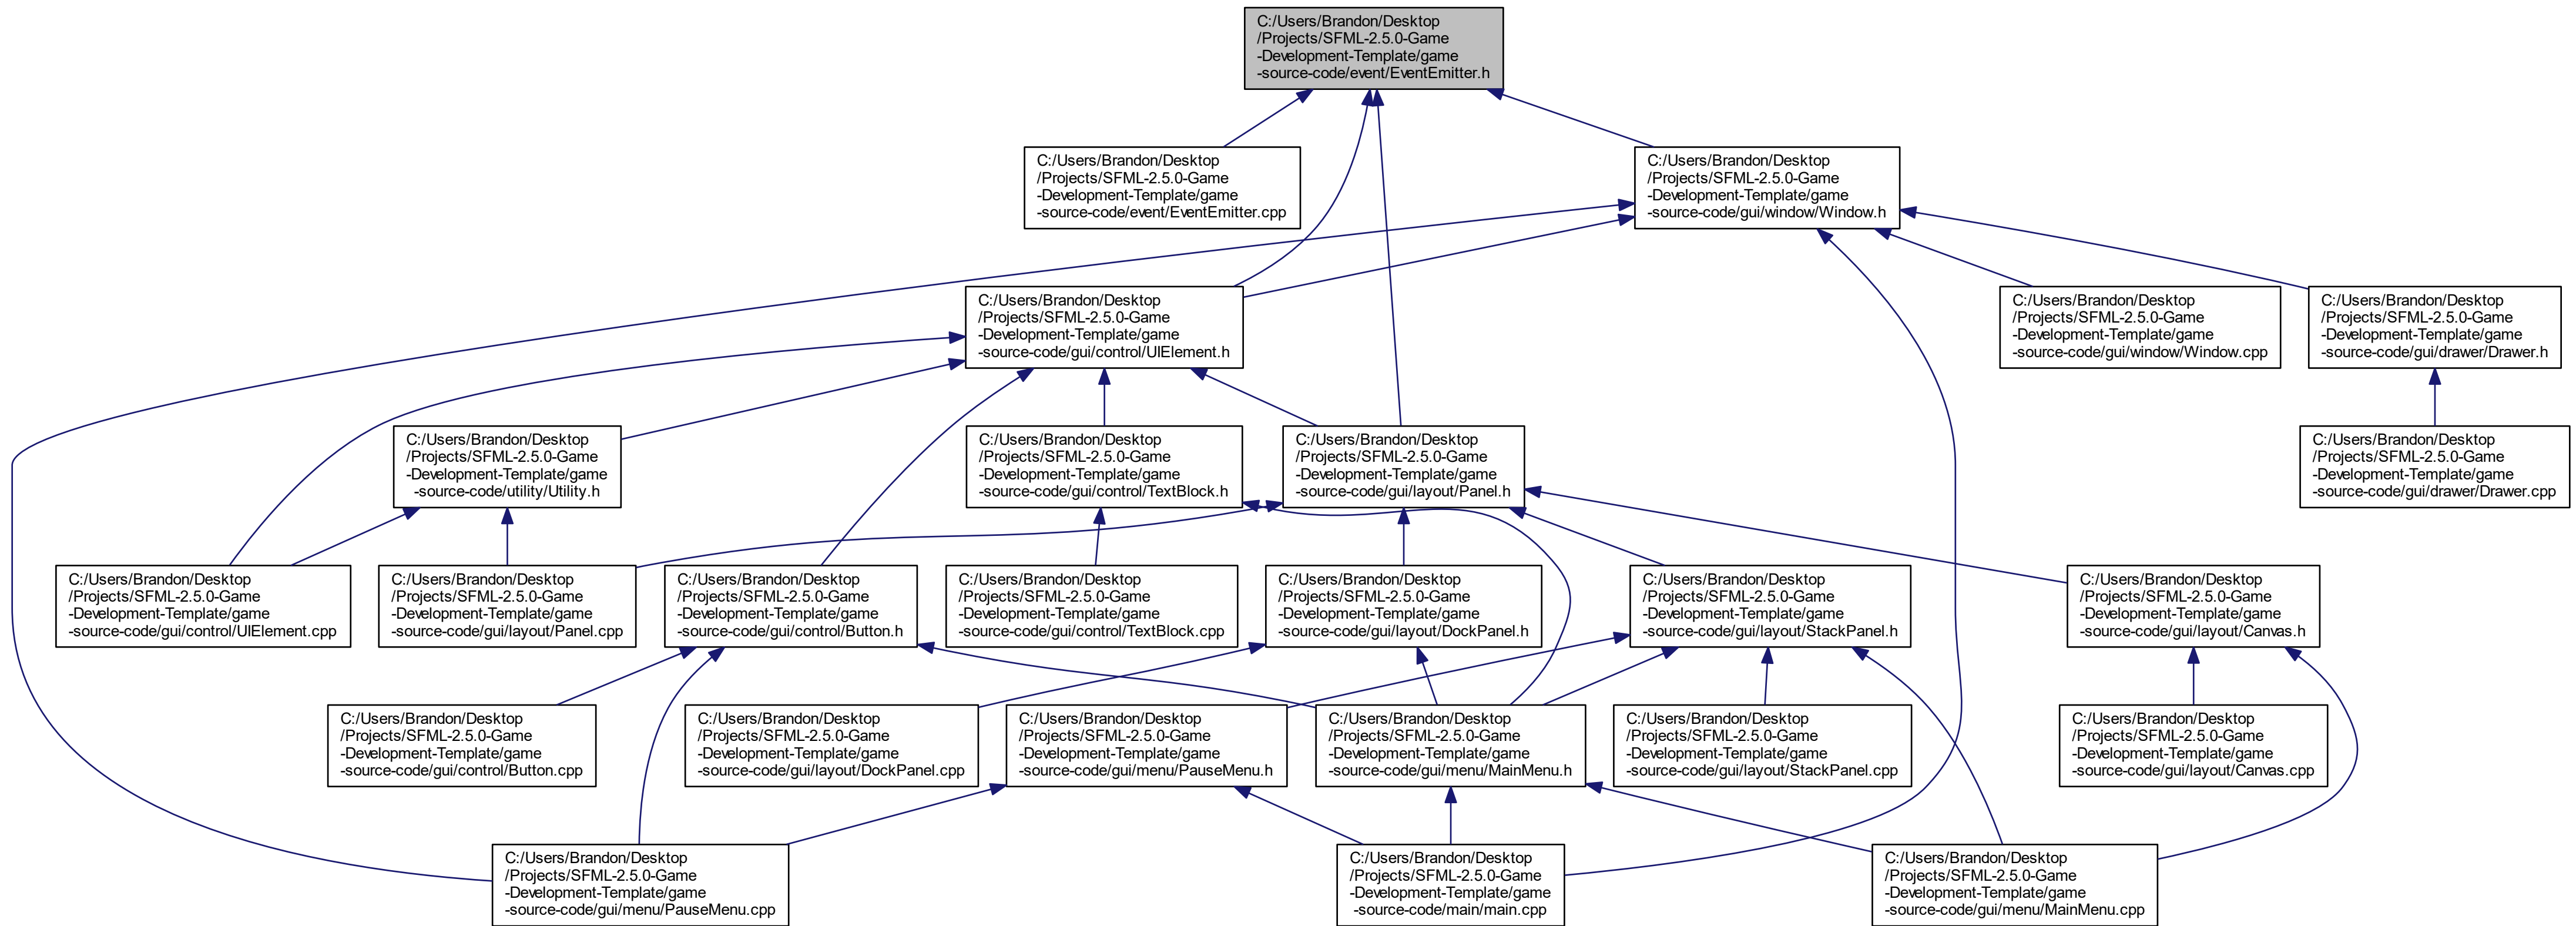 C:/Users/Brandon/Desktop
/Projects/SFML-2.5.0-Game
-Development-Template/game
-source-code/event/EventEmitter.h
C:/Users/Brandon/Desktop
/Projects/SFML-2.5.0-Game
-Development-Template/game
-source-code/event/EventEmitter.cpp
C:/Users/Brandon/Desktop
/Projects/SFML-2.5.0-Game
-Development-Template/game
-source-code/gui/window/Window.h
C:/Users/Brandon/Desktop
/Projects/SFML-2.5.0-Game
-Development-Template/game
-source-code/gui/control/UIElement.h
C:/Users/Brandon/Desktop
/Projects/SFML-2.5.0-Game
-Development-Template/game
-source-code/gui/window/Window.cpp
C:/Users/Brandon/Desktop
/Projects/SFML-2.5.0-Game
-Development-Template/game
-source-code/gui/drawer/Drawer.h
C:/Users/Brandon/Desktop
/Projects/SFML-2.5.0-Game
-Development-Template/game
-source-code/utility/Utility.h
C:/Users/Brandon/Desktop
/Projects/SFML-2.5.0-Game
-Development-Template/game
-source-code/gui/control/TextBlock.h
C:/Users/Brandon/Desktop
/Projects/SFML-2.5.0-Game
-Development-Template/game
-source-code/gui/layout/Panel.h
C:/Users/Brandon/Desktop
/Projects/SFML-2.5.0-Game
-Development-Template/game
-source-code/gui/drawer/Drawer.cpp
C:/Users/Brandon/Desktop
/Projects/SFML-2.5.0-Game
-Development-Template/game
-source-code/gui/control/UIElement.cpp
C:/Users/Brandon/Desktop
/Projects/SFML-2.5.0-Game
-Development-Template/game
-source-code/gui/layout/Panel.cpp
C:/Users/Brandon/Desktop
/Projects/SFML-2.5.0-Game
-Development-Template/game
-source-code/gui/control/Button.h
C:/Users/Brandon/Desktop
/Projects/SFML-2.5.0-Game
-Development-Template/game
-source-code/gui/control/TextBlock.cpp
C:/Users/Brandon/Desktop
/Projects/SFML-2.5.0-Game
-Development-Template/game
-source-code/gui/layout/DockPanel.h
C:/Users/Brandon/Desktop
/Projects/SFML-2.5.0-Game
-Development-Template/game
-source-code/gui/layout/StackPanel.h
C:/Users/Brandon/Desktop
/Projects/SFML-2.5.0-Game
-Development-Template/game
-source-code/gui/layout/Canvas.h
C:/Users/Brandon/Desktop
/Projects/SFML-2.5.0-Game
-Development-Template/game
-source-code/gui/control/Button.cpp
C:/Users/Brandon/Desktop
/Projects/SFML-2.5.0-Game
-Development-Template/game
-source-code/gui/layout/DockPanel.cpp
C:/Users/Brandon/Desktop
/Projects/SFML-2.5.0-Game
-Development-Template/game
-source-code/gui/menu/PauseMenu.h
C:/Users/Brandon/Desktop
/Projects/SFML-2.5.0-Game
-Development-Template/game
-source-code/gui/menu/MainMenu.h
C:/Users/Brandon/Desktop
/Projects/SFML-2.5.0-Game
-Development-Template/game
-source-code/gui/layout/StackPanel.cpp
C:/Users/Brandon/Desktop
/Projects/SFML-2.5.0-Game
-Development-Template/game
-source-code/gui/layout/Canvas.cpp
C:/Users/Brandon/Desktop
/Projects/SFML-2.5.0-Game
-Development-Template/game
-source-code/gui/menu/PauseMenu.cpp
C:/Users/Brandon/Desktop
/Projects/SFML-2.5.0-Game
-Development-Template/game
-source-code/main/main.cpp
C:/Users/Brandon/Desktop
/Projects/SFML-2.5.0-Game
-Development-Template/game
-source-code/gui/menu/MainMenu.cpp